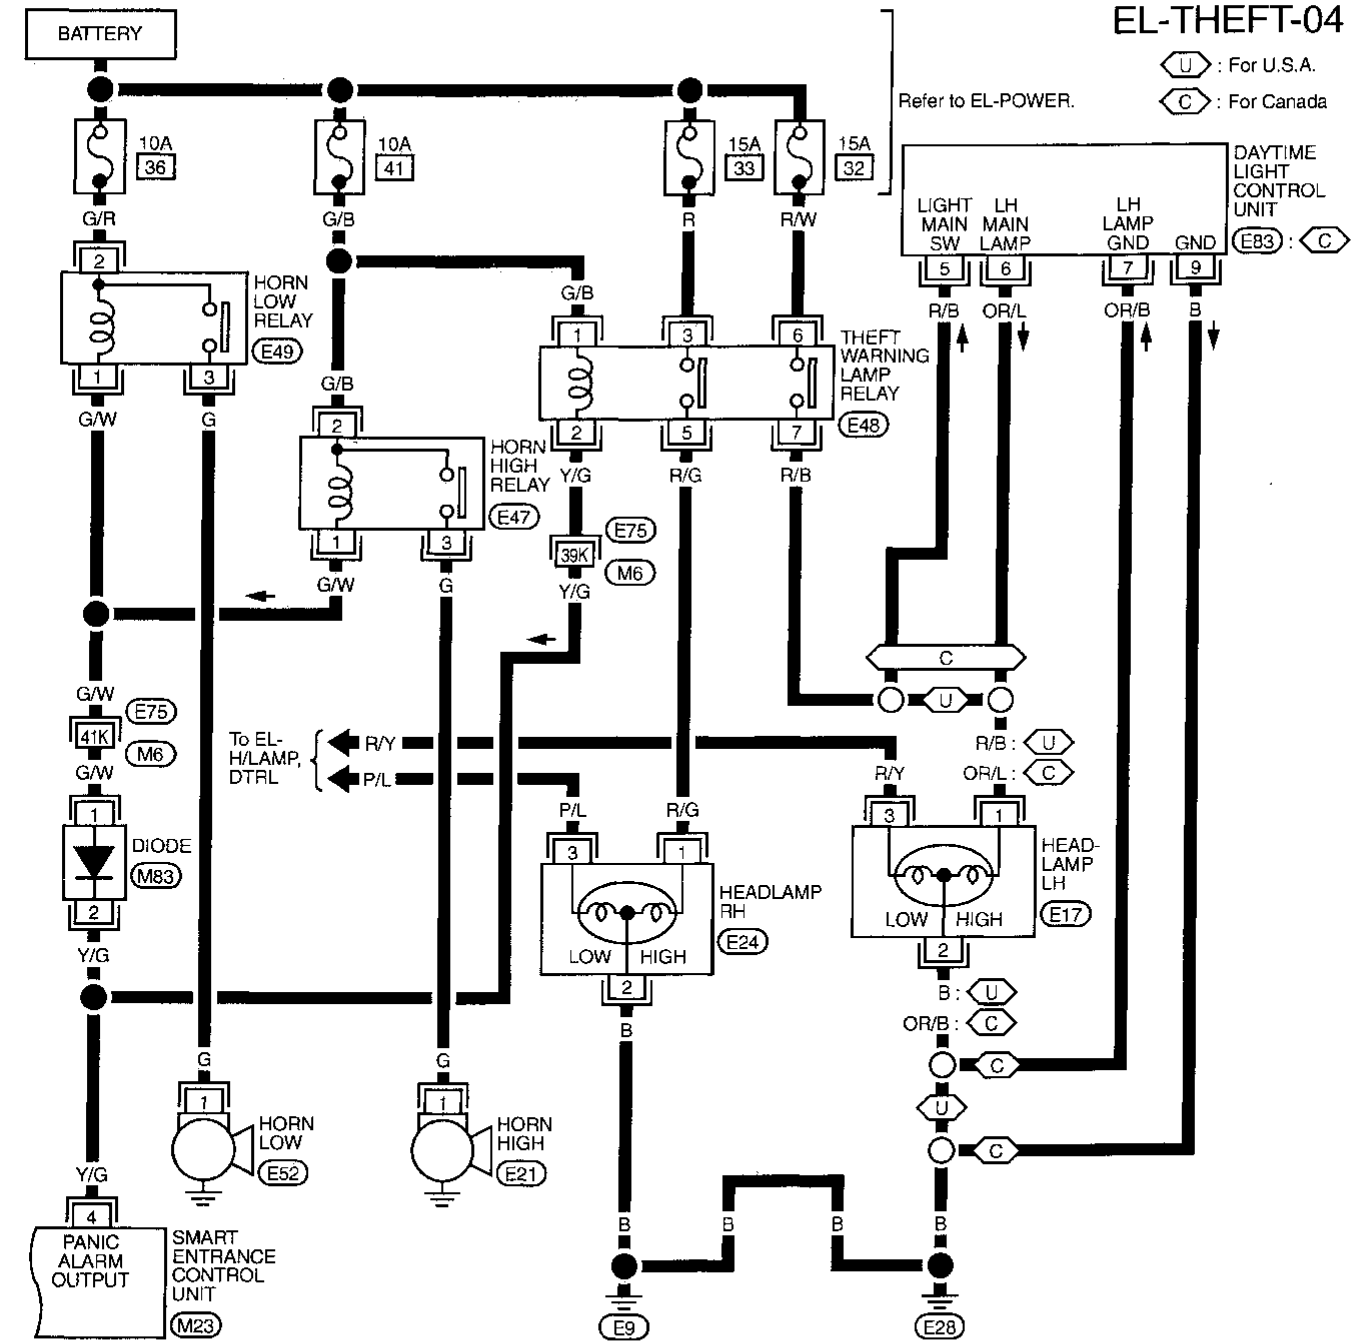 EL-THEFT-04
BATTERY
U : For U.S.A.
C : For Canada
Refer to EL-POWER.
10A
36
10A
41
15A
33
15A
32
G/R
G/B
R
R/W
DAYTIME
LIGHT
CONTROL
UNIT
E83 : C
LIGHT
MAIN
SW
LH
MAIN
LAMP
LH
LAMP
GND
GND
5
6
7
9
R/B
OR/L
OR/B
B
2
HORN
LOW
RELAY
E49
1
3
G/W
G
G/B
G/B
1
3
6
THEFT
WARNING
LAMP
RELAY
E48
2
5
7
Y/G
R/G
R/B
2
HORN
HIGH
RELAY
E47
1
3
G/W
G
E75
39K
M6
Y/G
C
U
G/W
E75
41K
M6
G/W
To EL-
H/LAMP,
DTRL
R/Y
P/L
R/B : U
OR/L : C
R/Y
P/L
R/G
1
DIODE
M83
2
Y/G
3
1
HEADLAMP
RH
E24
LOW
HIGH
2
B
3
1
HEAD-
LAMP
LH
E17
LOW
HIGH
2
B : U
OR/B : C
C
U
C
G
G
1
HORN
LOW
E52
1
HORN
HIGH
E21
Y/G
4
PANIC
ALARM
OUTPUT
SMART
ENTRANCE
CONTROL
UNIT
M23
B
B
B
B
E9
E28